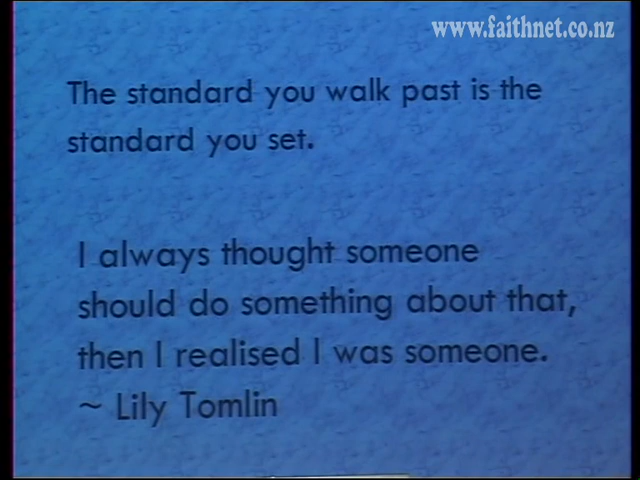 www.faithnet.co.nz
The standard you walk past is the
standard you set.
I always thought someone
should do something about that,
then I realised I was someone.
~ Lily Tomlin